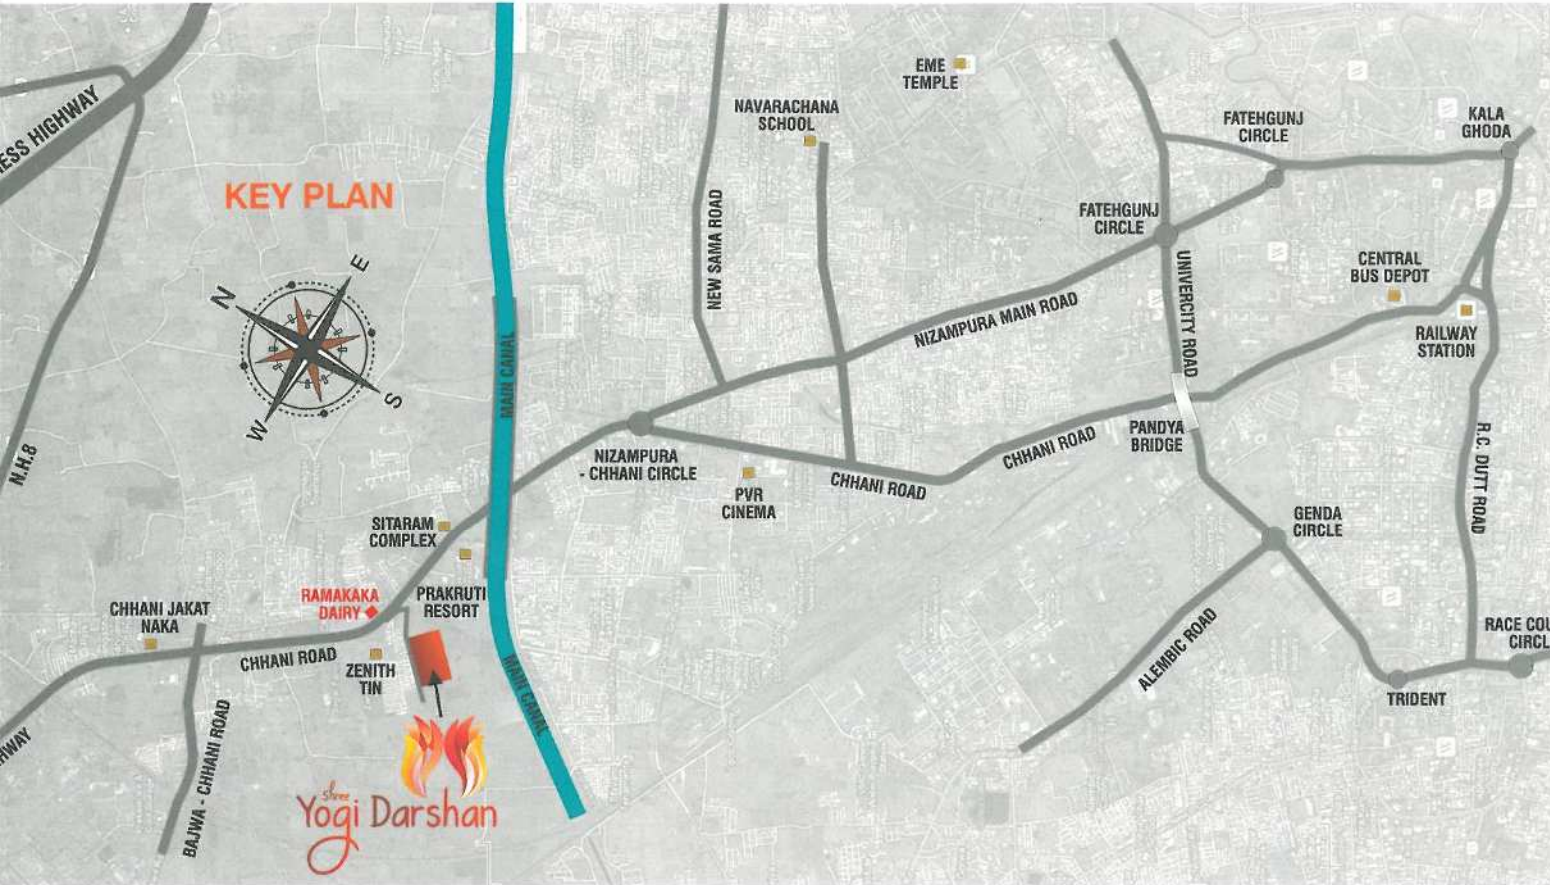 ESS HIGHWAY
EME
TEMPLE
NAVARACHANA
SCHOOL
FATEHGUNJ
CIRCLE
KALA
GHODA
KEY PLAN
N
E
S
W
NEW SAMA ROAD
FATEHGUNJ
CIRCLE
CENTRAL
BUS DEPOT
UNIVERCITY ROAD
NIZAMPURA MAIN ROAD
RAILWAY
STATION
MAIN CANAL
N.H.8
NIZAMPURA
- CHHANI CIRCLE
PANDYA
BRIDGE
CHHANI ROAD
CHHANI ROAD
PVR
CINEMA
R.C. DUTT ROAD
GENDA
CIRCLE
SITARAM
COMPLEX
RAMAKAKA
DAIRY
PRAKRUTI
RESORT
CHHANI JAKAT
NAKA
CHHANI ROAD
ZENITH
TIN
MAIN CANAL
ALEMBIC ROAD
RACE COU
CIRCL
TRIDENT
HWAY
BAJWA - CHHANI ROAD
shree
Yogi Darshan